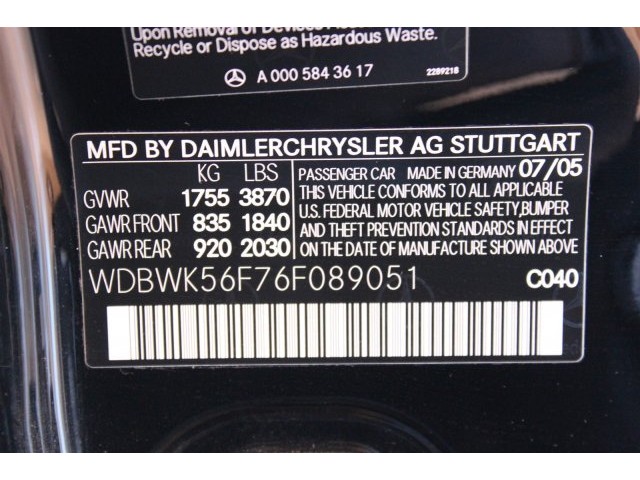 Upon Removal or
Recycle or Dispose as Hazardous Waste.
A 000 584 36 17
2289218
MFD BY DAIMLERCHRYSLER AG STUTTGART
KG LBS
GVWR 1755 3870
GAWR FRONT 835 1840
GAWR REAR 920 2030
PASSENGER CAR MADE IN GERMANY 07/05
THIS VEHICLE CONFORMS TO ALL APPLICABLE
U.S. FEDERAL MOTOR VEHICLE SAFETY,BUMPER
AND THEFT PREVENTION STANDARDS IN EFFECT
ON THE DATE OF MANUFACTURE SHOWN ABOVE
WDBWK56F76F089051 C040